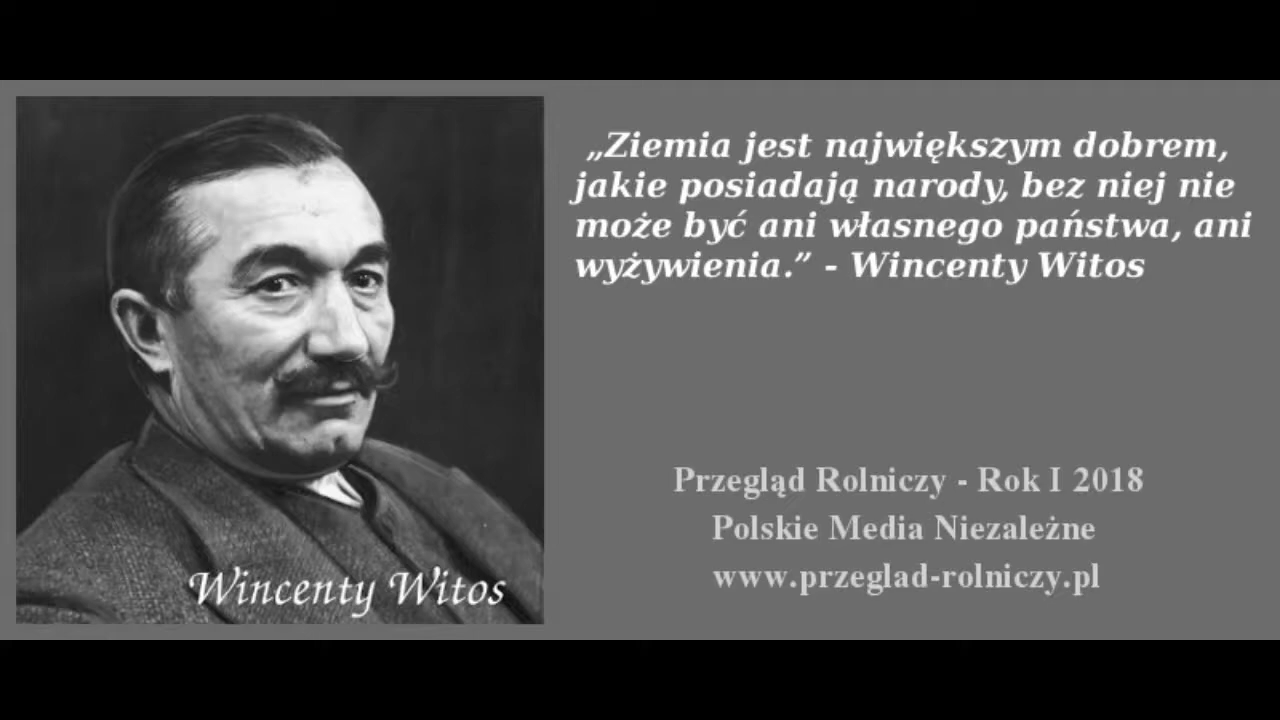 „Ziemia jest największym dobrem,
jakie posiadają narody, bez niej nie
może być ani własnego państwa, ani
wyżywienia.” - Wincenty Witos
Wincenty Witos
Przegląd Rolniczy - Rok I 2018
Polskie Media Niezależne
www.przeglad-rolniczy.pl